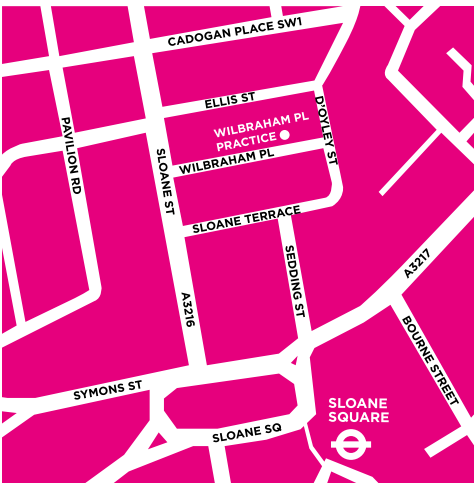 CADOGAN PLACE SW1
ELLIS ST
D'OYLEY ST
WILBRAHAM PL
PRACTICE
WILBRAHAM PL
PAVILION RD
SLOANE ST
SLOANE TERRACE
SEDDING ST
A3217
A3216
BOURNE STREET
SYMONS ST
SLOANE
SQUARE
SLOANE SQ